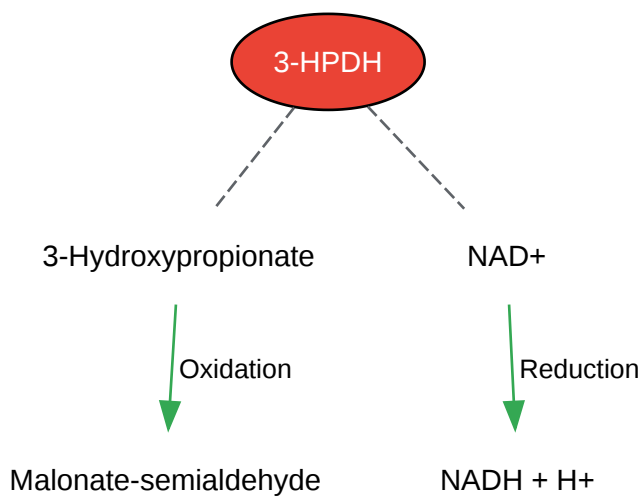 3-HPDH
3-Hydroxypropionate
NAD+
Oxidation
Reduction
Malonate-semialdehyde
NADH + H+